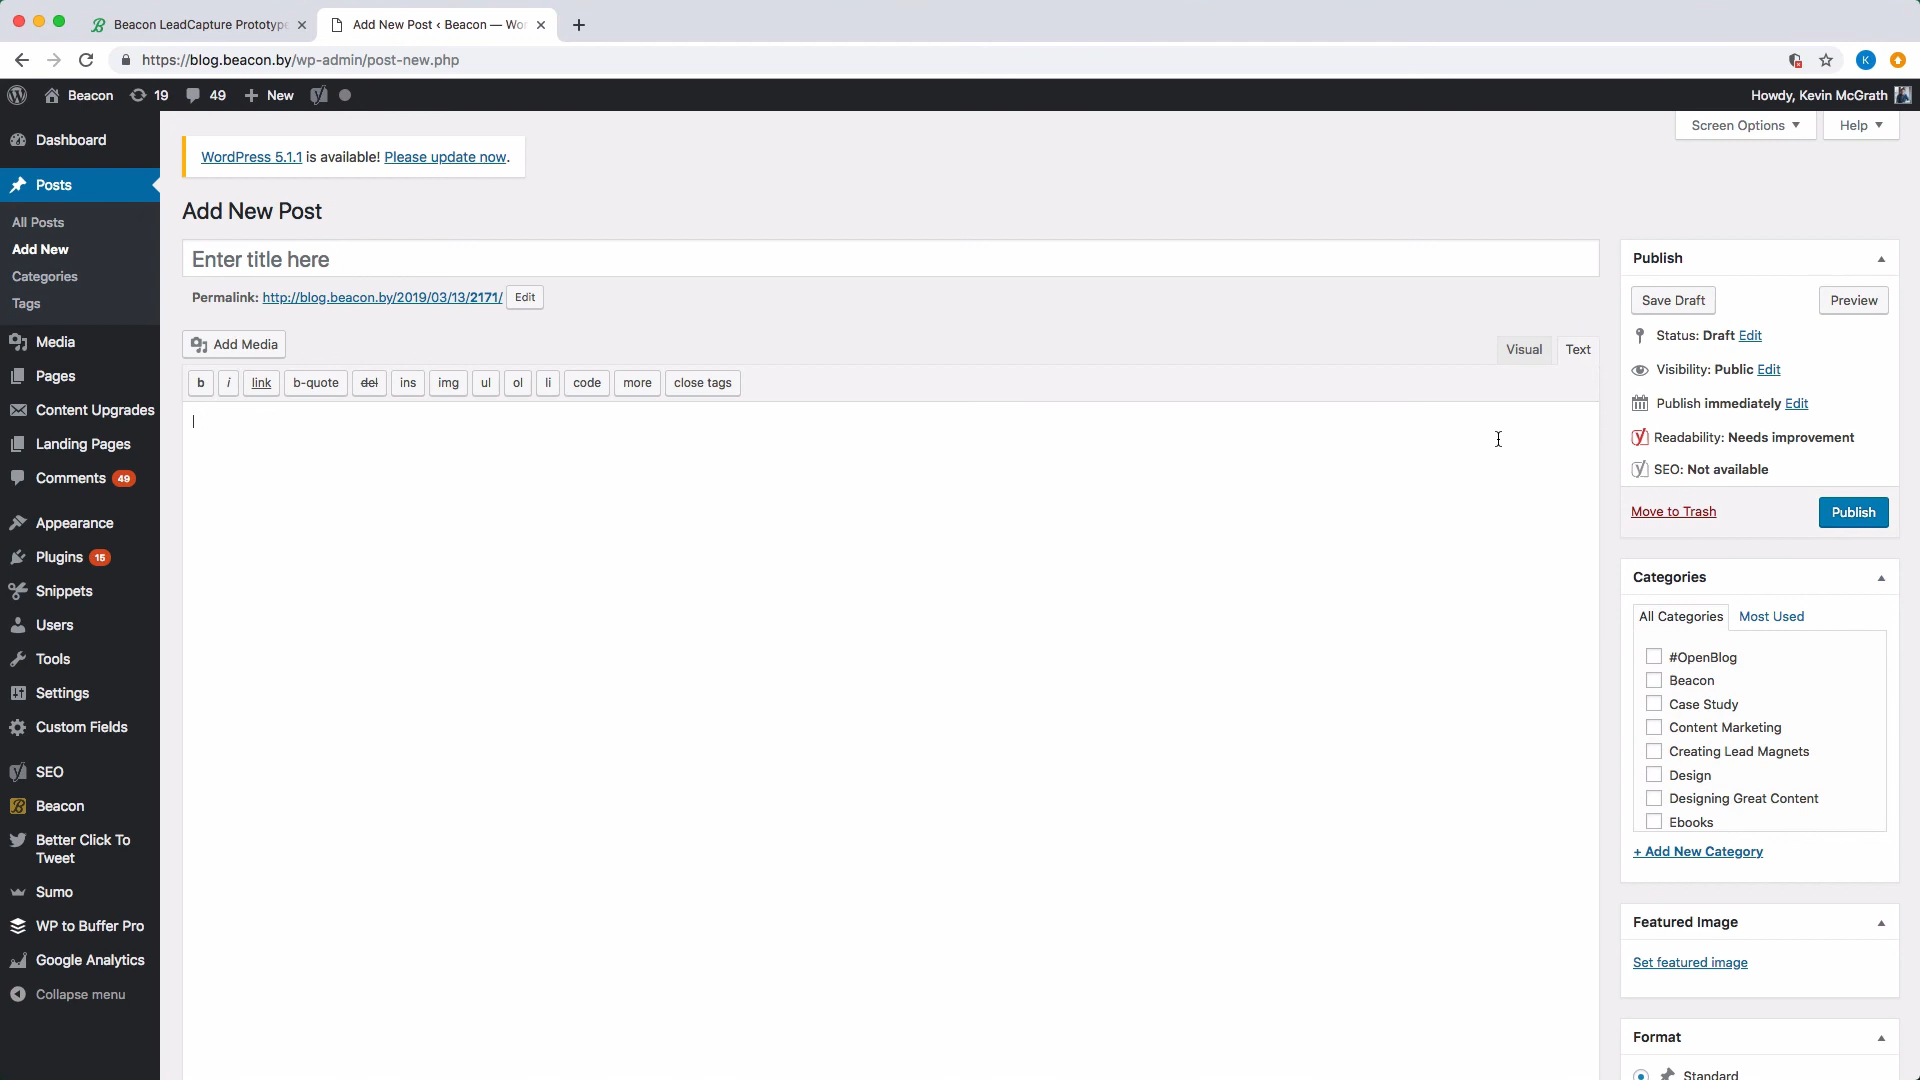 Beacon LeadCapture Prototype
Add New Post ‹ Beacon — Wor
https://blog.beacon.by/wp-admin/post-new.php
K
Beacon 19 49 New
Howdy, Kevin McGrath
Screen Options
Help
Dashboard
Posts
All Posts
Add New
Categories
Tags
Media
Pages
Content Upgrades
Landing Pages
Comments 49
Appearance
Plugins 15
Snippets
Users
Tools
Settings
Custom Fields
SEO
Beacon
Better Click To
Tweet
Sumo
WP to Buffer Pro
Google Analytics
Collapse menu
WordPress 5.1.1 is available! Please update now.
Add New Post
Enter title here
Permalink: http://blog.beacon.by/2019/03/13/2171/ Edit
Add Media
Visual Text
b i link b-quote del ins img ul ol li code more close tags
Publish
Save Draft Preview
Status: Draft Edit
Visibility: Public Edit
Publish immediately Edit
Readability: Needs improvement
SEO: Not available
Move to Trash Publish
Categories
All Categories Most Used
#OpenBlog
Beacon
Case Study
Content Marketing
Creating Lead Magnets
Design
Designing Great Content
Ebooks
+ Add New Category
Featured Image
Set featured image
Format
Standard